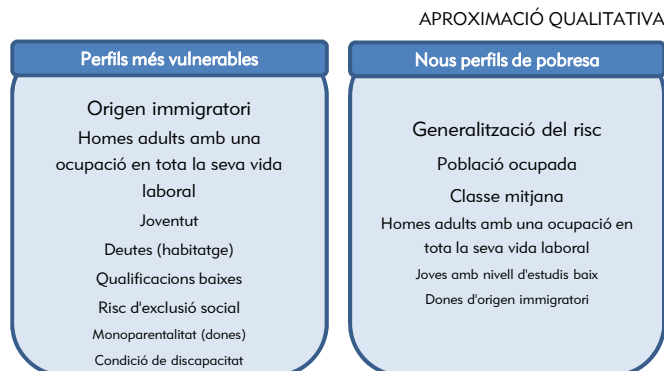 APROXIMACIÓ QUALITATIVA
Perfils més vulnerables
Origen immigratori
Homes adults amb una
ocupació en tota la seva vida
laboral
Joventut
Deutes (habitatge)
Qualificacions baixes
Risc d'exclusió social
Monoparentalitat (dones)
Condició de discapacitat
Nous perfils de pobresa
Generalització del risc
Població ocupada
Classe mitjana
Homes adults amb una ocupació en
tota la seva vida laboral
Joves amb nivell d'estudis baix
Dones d'origen immigratori